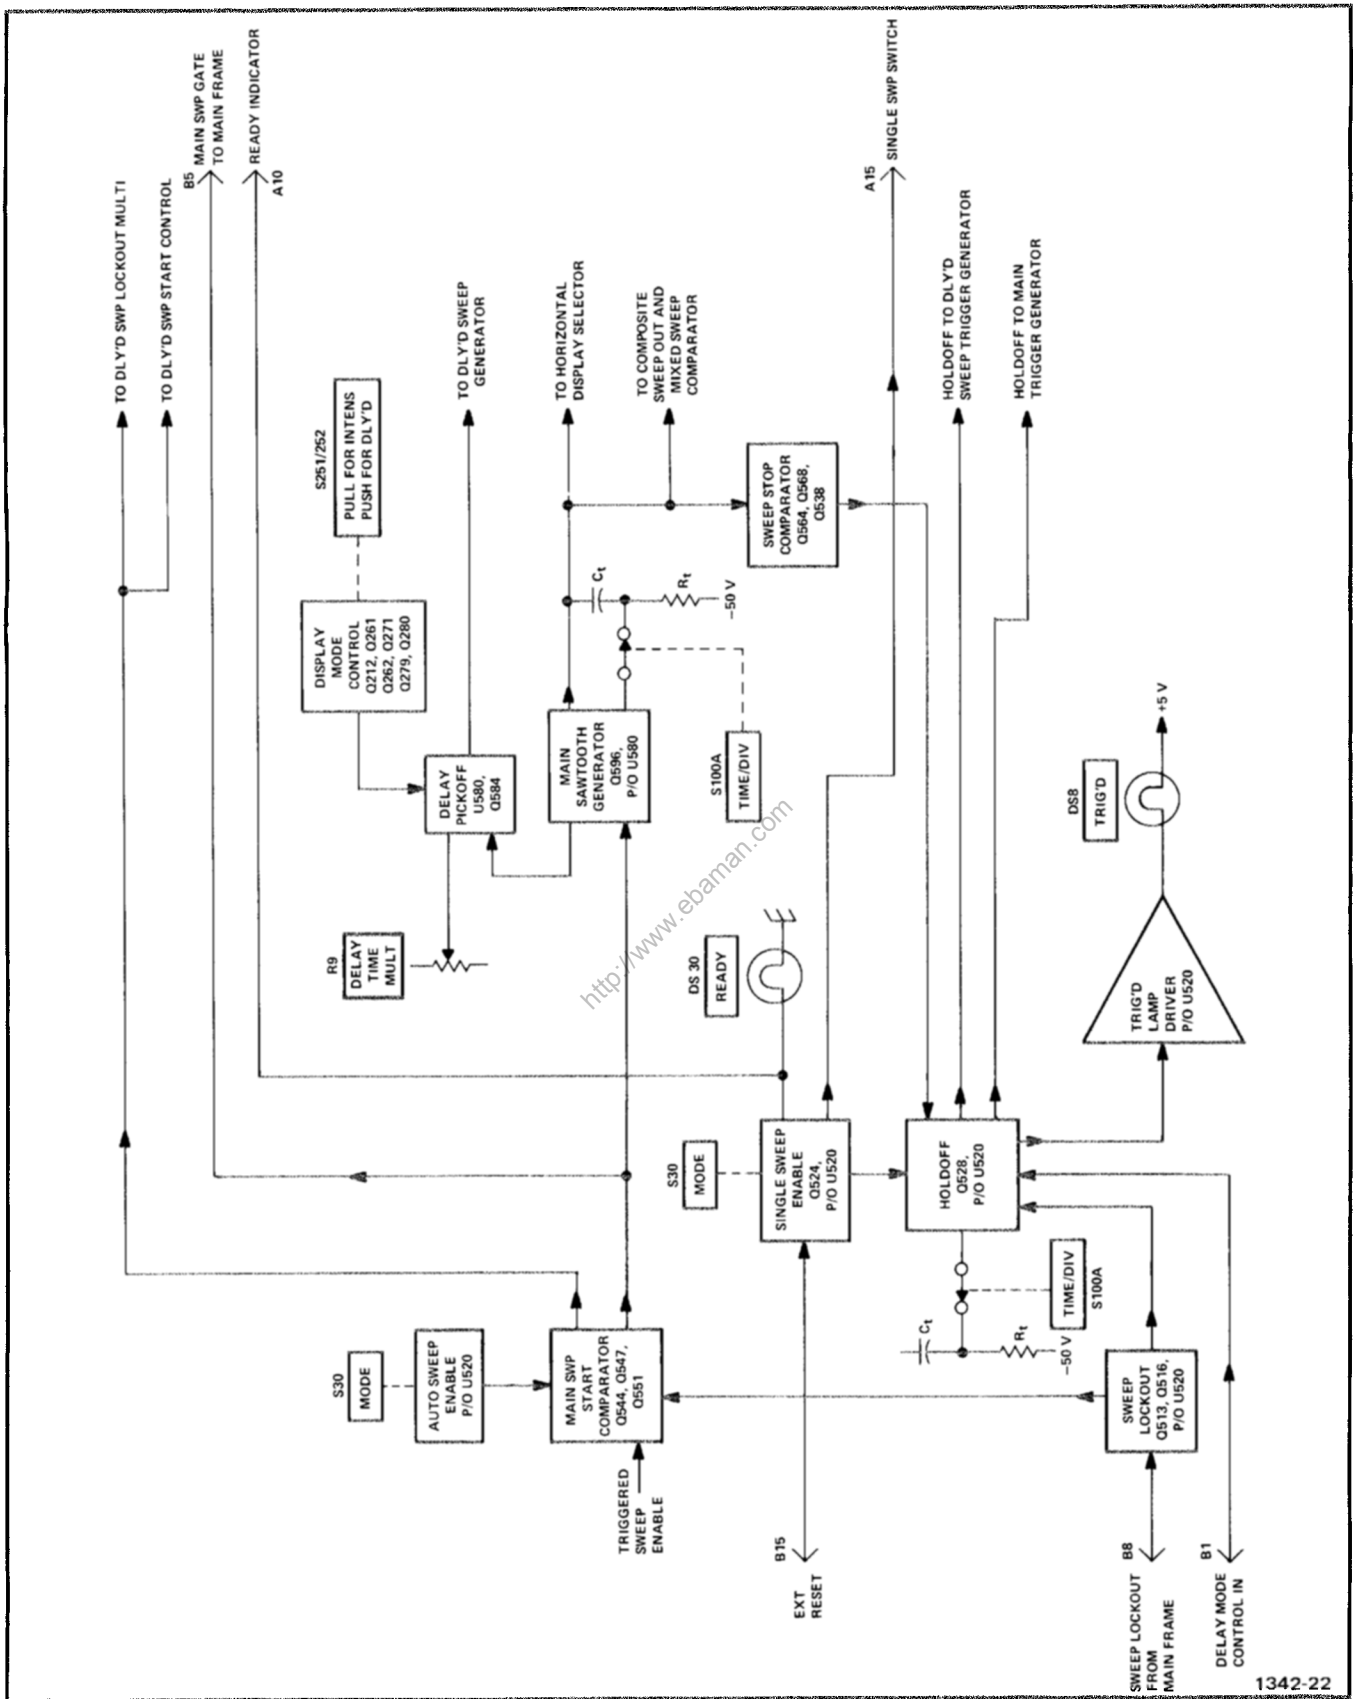 TO DLY'D SWP LOCKOUT MULTI
TO DLY'D SWP START CONTROL
B5
MAIN SWP GATE
TO MAIN FRAME
READY INDICATOR
A10
S251/252
PULL FOR INTENS
PUSH FOR DLY'D
DISPLAY
MODE
CONTROL
Q212, Q261
Q262, Q271
Q279, Q280
TO DLY'D SWEEP
GENERATOR
DELAY
PICKOFF
U580,
Q584
R9
DELAY
TIME
MULT
TO HORIZONTAL
DISPLAY SELECTOR
TO COMPOSITE
SWEEP OUT AND
MIXED SWEEP
COMPARATOR
MAIN
SAWTOOTH
GENERATOR
Q596,
P/O U580
Ct
Rt
-50 V
S100A
TIME/DIV
SWEEP STOP
COMPARATOR
Q564, Q568,
Q538
A15
SINGLE SWP SWITCH
HOLDOFF TO DLY'D
SWEEP TRIGGER GENERATOR
HOLDOFF TO MAIN
TRIGGER GENERATOR
DS 30
READY
DS8
TRIG'D
+5 V
TRIG'D
LAMP
DRIVER
P/O U520
S30
MODE
SINGLE SWEEP
ENABLE
Q524,
P/O U520
HOLDOFF
Q528,
P/O U520
S30
MODE
AUTO SWEEP
ENABLE
P/O U520
MAIN SWP
START
COMPARATOR
Q544, Q547,
Q551
TRIGGERED
SWEEP
ENABLE
Ct
Rt
-50 V
TIME/DIV
S100A
SWEEP
LOCKOUT
Q513, Q516,
P/O U520
B15
EXT
RESET
B8
SWEEP LOCKOUT
FROM
MAIN FRAME
B1
DELAY MODE
CONTROL IN
http://www.ebaman.com
1342-22